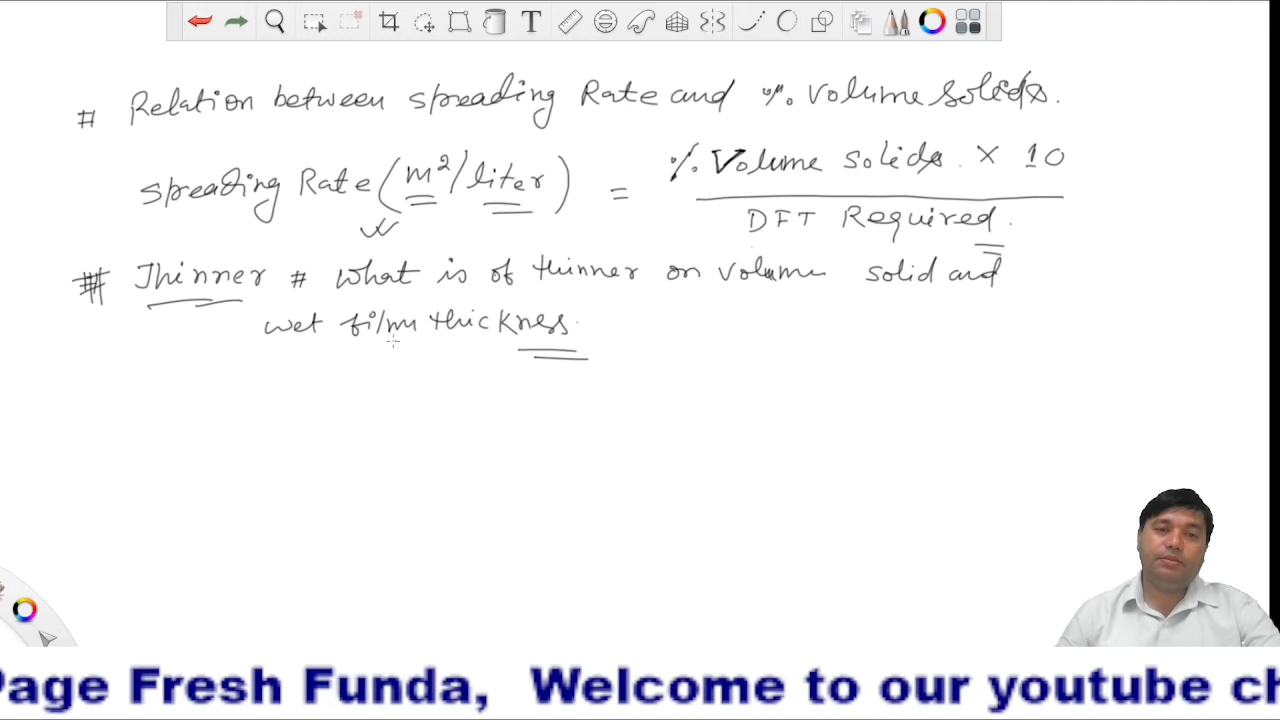 # Relation between spreading Rate and % Volume solids.
spreading Rate (m²/liter) = % Volume solids. × 10
DFT Required.
# Thinner # what is of thinner on volume solid and
wet film thickness.
Page Fresh Funda, Welcome to our youtube ch